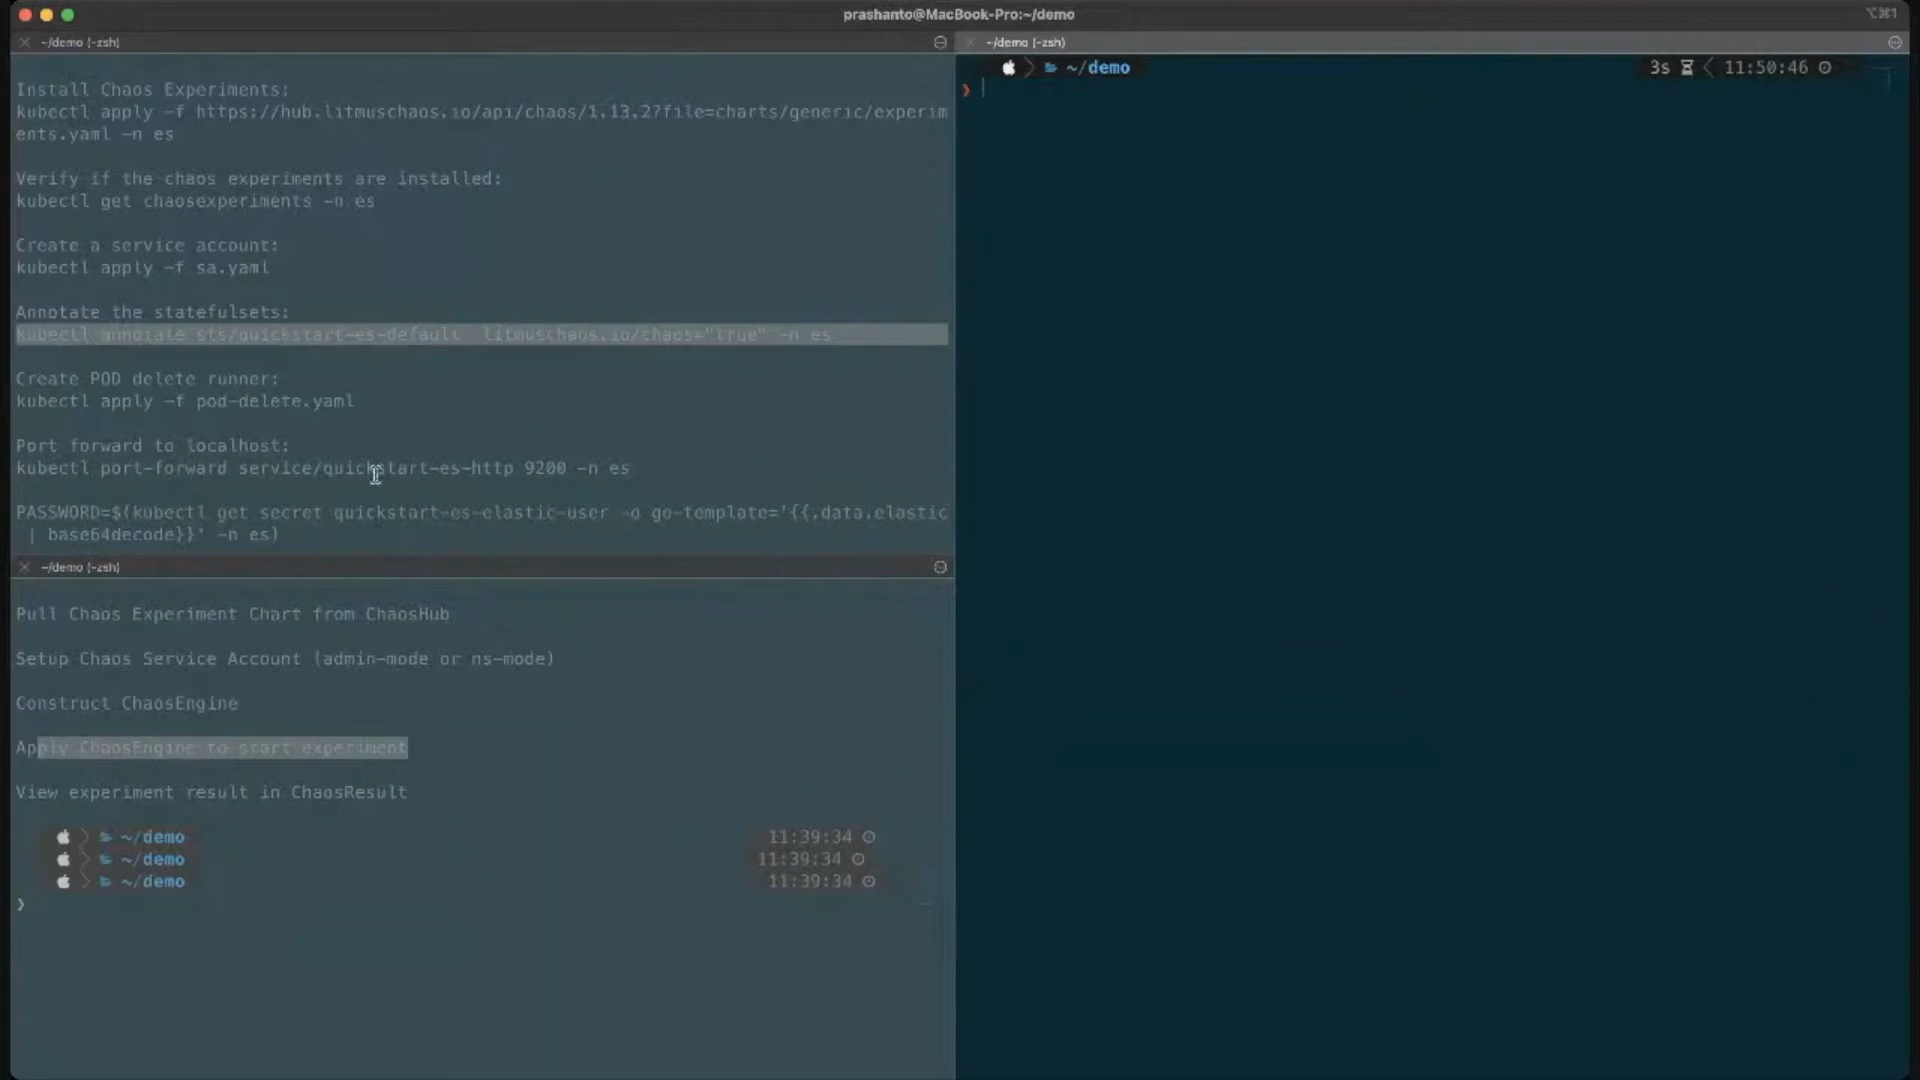 prashanto@MacBook-Pro:~/demo
⌥⌘1
~/demo (-zsh)
Install Chaos Experiments:
kubectl apply -f https://hub.litmuschaos.io/api/chaos/1.13.2?file=charts/generic/experim
ents.yaml -n es
Verify if the chaos experiments are installed:
kubectl get chaosexperiments -n es
Create a service account:
kubectl apply -f sa.yaml
Annotate the statefulsets:
kubectl annotate sts/quickstart-es-default  litmuschaos.io/chaos="true" -n es
Create POD delete runner:
kubectl apply -f pod-delete.yaml
Port forward to localhost:
kubectl port-forward service/quickstart-es-http 9200 -n es
PASSWORD=$(kubectl get secret quickstart-es-elastic-user -o go-template='{{.data.elastic
| base64decode}}' -n es)
~/demo (-zsh)
Pull Chaos Experiment Chart from ChaosHub
Setup Chaos Service Account (admin-mode or ns-mode)
Construct ChaosEngine
Apply ChaosEngine to start experiment
View experiment result in ChaosResult
~/demo 11:39:34
~/demo 11:39:34
~/demo 11:39:34
❯
~/demo (-zsh)
~/demo 3s 11:50:46
❯